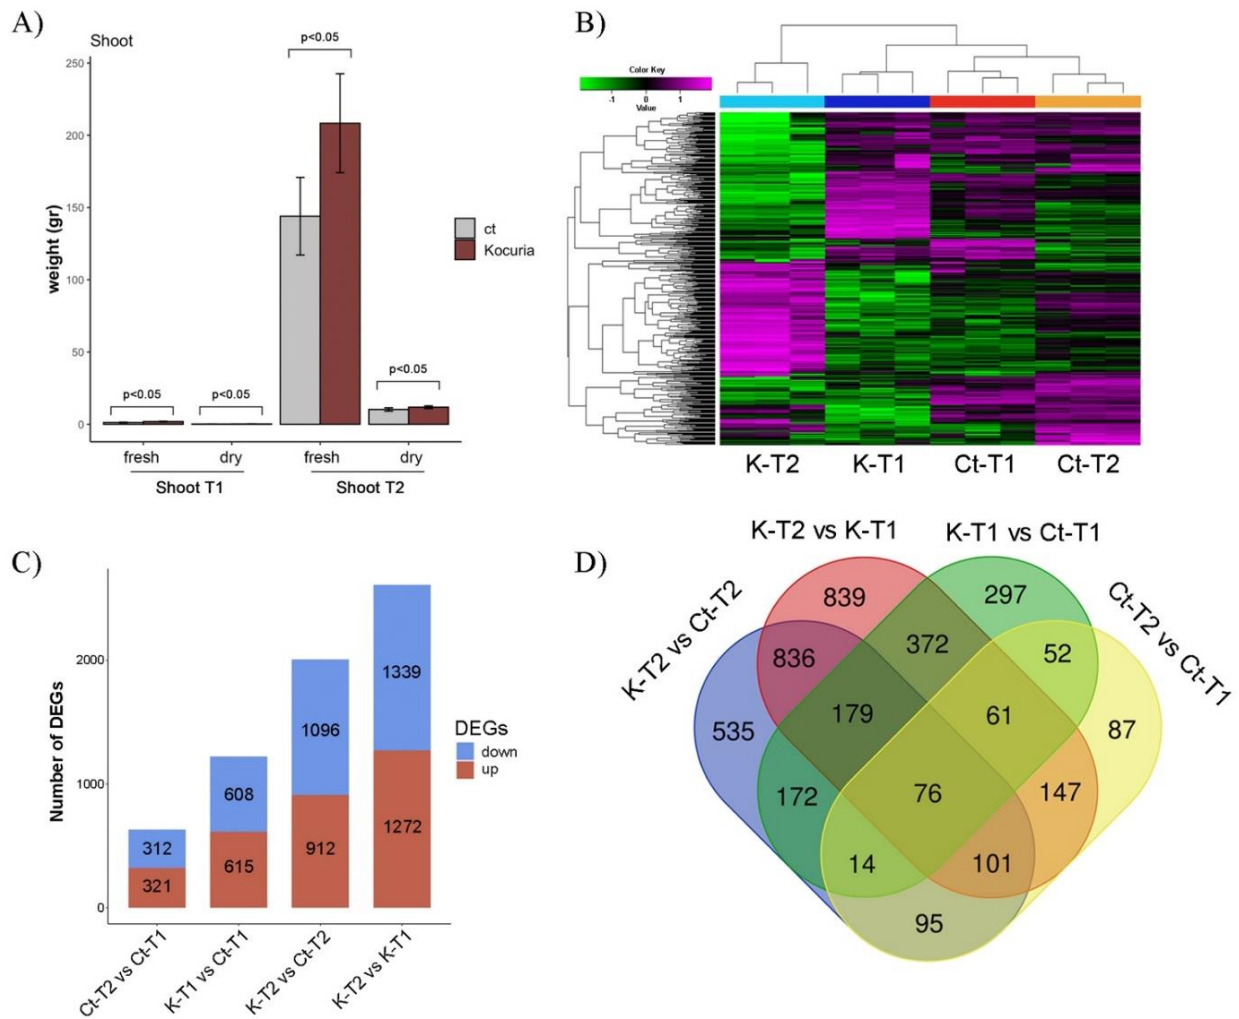 A)
Shoot
p<0.05
250
200
150
100
50
0
weight (gr)
p<0.05
p<0.05
p<0.05
ct
Kocuria
fresh
dry
fresh
dry
Shoot T1
Shoot T2
B)
Color Key
-1
0
1
Value
K-T2
K-T1
Ct-T1
Ct-T2
C)
Number of DEGs
2000
1000
0
312
321
608
615
1096
912
1339
1272
DEGs
down
up
Ct-T2 vs Ct-T1
K-T1 vs Ct-T1
K-T2 vs Ct-T2
K-T2 vs K-T1
D)
K-T2 vs K-T1
K-T1 vs Ct-T1
K-T2 vs Ct-T2
Ct-T2 vs Ct-T1
839
297
836
372
52
535
179
61
87
172
76
147
14
101
95